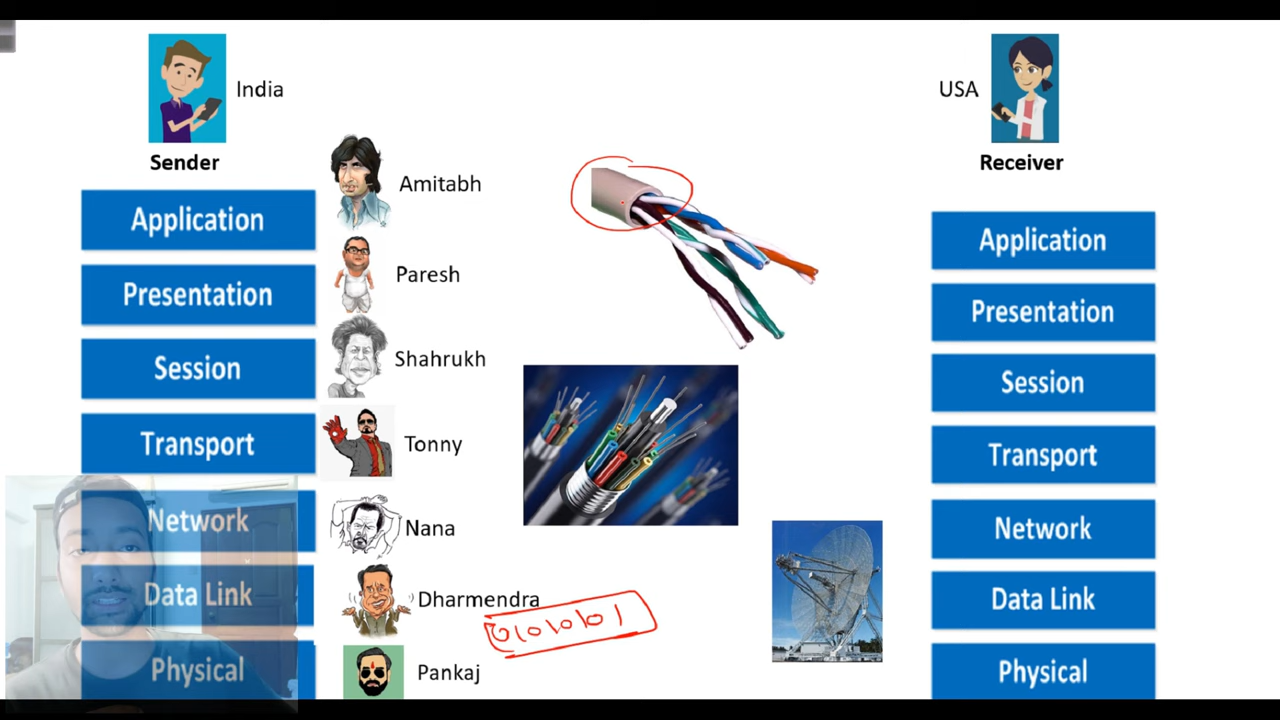 India
USA
Sender
Receiver
Application
Presentation
Session
Transport
Network
Data Link
Physical
Amitabh
Paresh
Shahrukh
Tonny
Nana
Dharmendra
Pankaj
Application
Presentation
Session
Transport
Network
Data Link
Physical